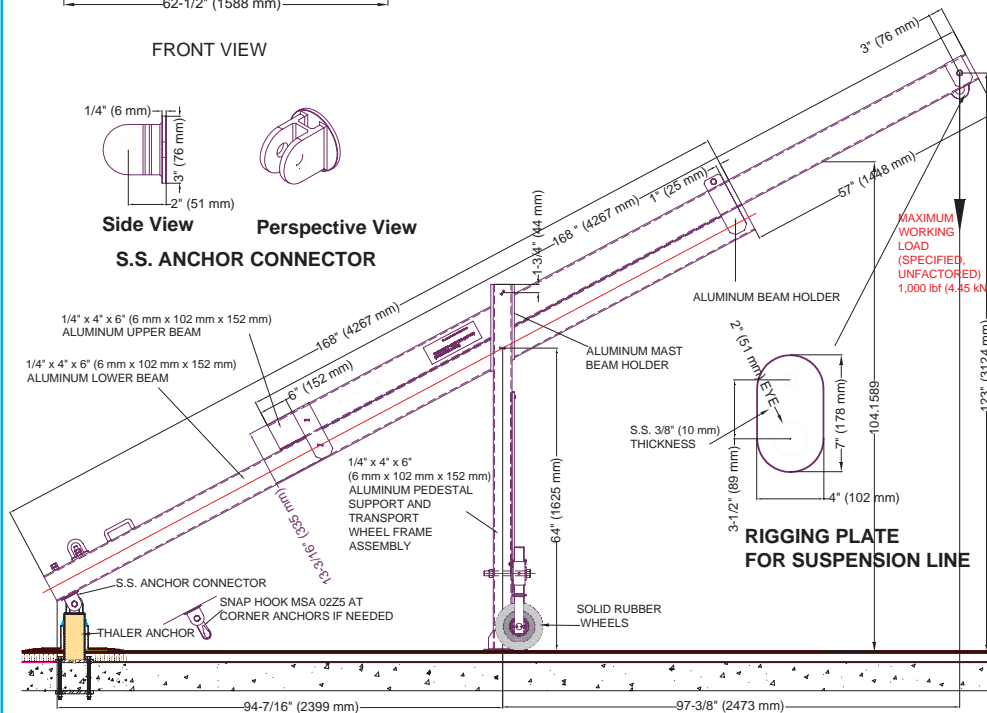 62-1/2" (1588 mm)
FRONT VIEW
1/4" (6 mm)
3" (76 mm)
2" (51 mm)
Side View
Perspective View
S.S. ANCHOR CONNECTOR
3" (76 mm)
57" (1448 mm)
1" (25 mm)
168 " (4267 mm)
1-3/4" (44 mm)
168" (4267 mm)
6" (152 mm)
13-3/16" (335 mm)
MAXIMUM
WORKING
LOAD
(SPECIFIED,
UNFACTORED)
1,000 lbf (4.45 kN
ALUMINUM BEAM HOLDER
1/4" x 4" x 6" (6 mm x 102 mm x 152 mm)
ALUMINUM UPPER BEAM
1/4" x 4" x 6" (6 mm x 102 mm x 152 mm)
ALUMINUM LOWER BEAM
ALUMINUM MAST
BEAM HOLDER
1/4" x 4" x 6"
(6 mm x 102 mm x 152 mm)
ALUMINUM PEDESTAL
SUPPORT AND
TRANSPORT
WHEEL FRAME
ASSEMBLY
64" (1625 mm)
2" (51 mm) EYE
S.S. 3/8" (10 mm)
THICKNESS
3-1/2" (89 mm)
7" (178 mm)
4" (102 mm)
104.1589
123" (3124 mm)
RIGGING PLATE
FOR SUSPENSION LINE
S.S. ANCHOR CONNECTOR
SNAP HOOK MSA 02Z5 AT
CORNER ANCHORS IF NEEDED
THALER ANCHOR
SOLID RUBBER
WHEELS
94-7/16" (2399 mm)
97-3/8" (2473 mm)